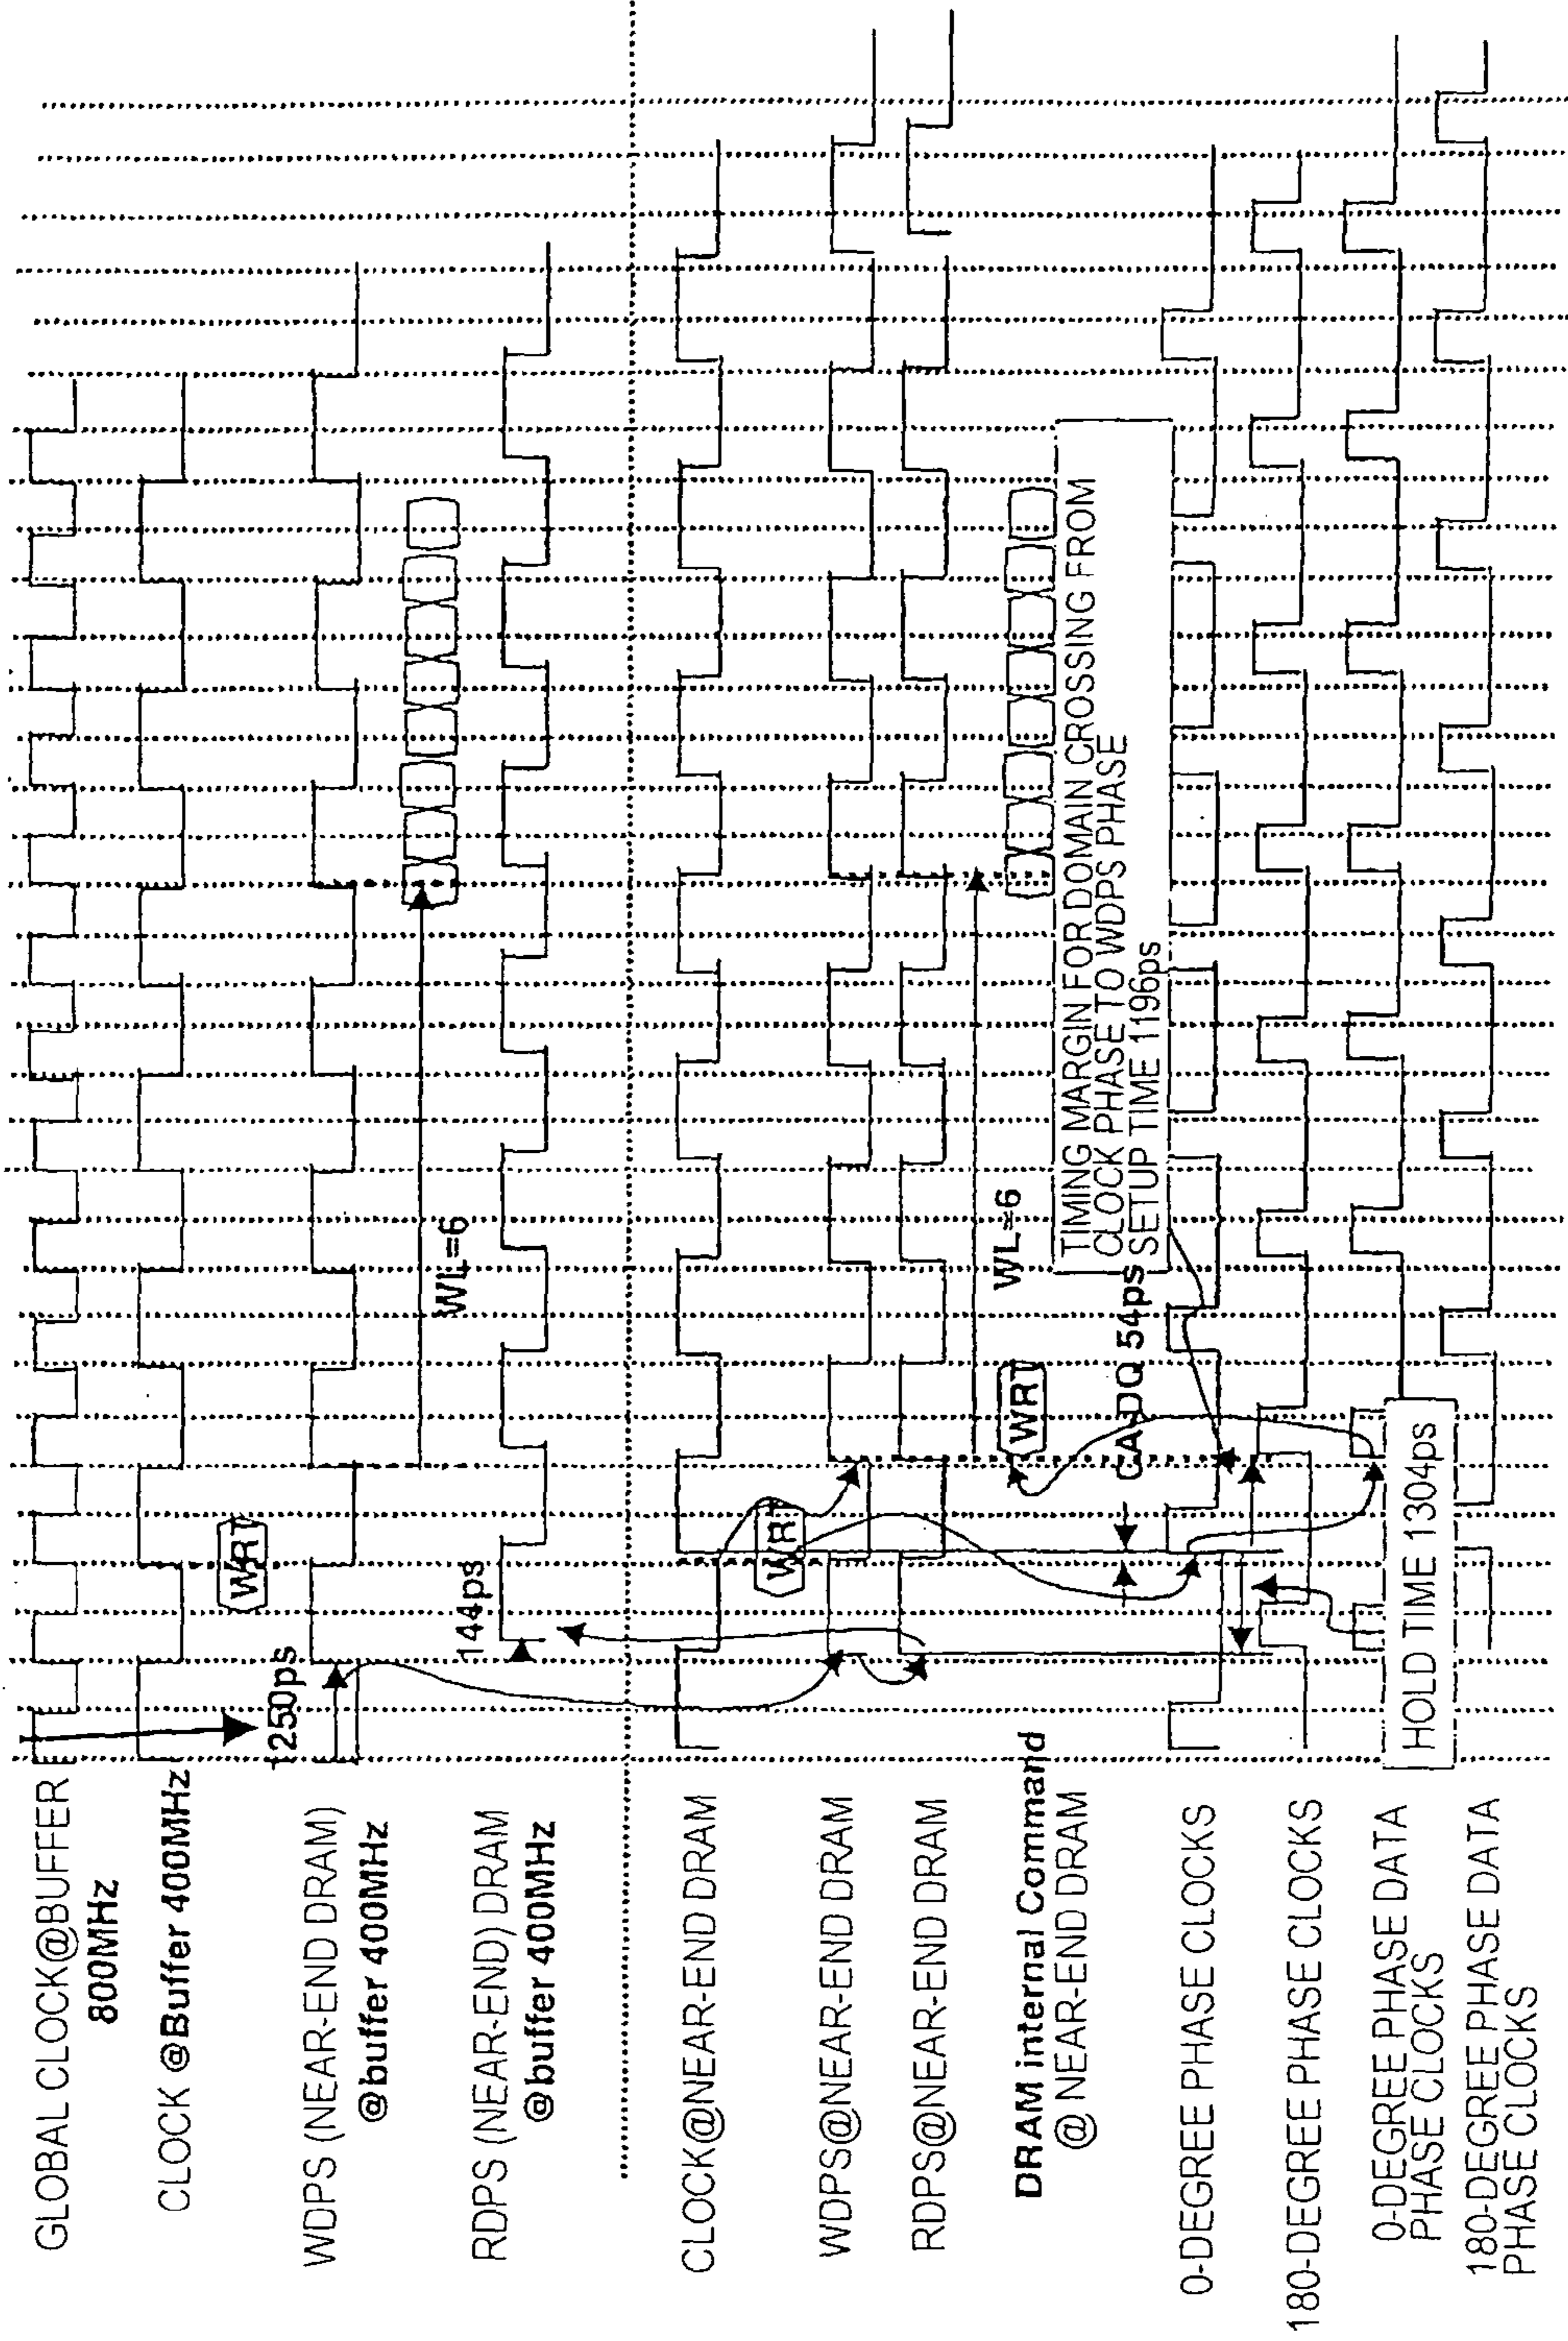 GLOBAL CLOCK@BUFFER
800MHz
CLOCK @Buffer 400MHz
WRT
1250ps
WDPS (NEAR-END DRAM)
@buffer 400MHz
WL=6
144ps
RDPS (NEAR-END) DRAM
@buffer 400MHz
CLOCK@NEAR-END DRAM
WRT
WDPS@NEAR-END DRAM
RDPS@NEAR-END DRAM
WL=6
DRAM internal Command
@ NEAR-END DRAM
WRT
TIMING MARGIN FOR DOMAIN CROSSING FROM
CLOCK PHASE TO WDPS PHASE
SETUP TIME 1196ps
CA-DQ 54ps
0-DEGREE PHASE CLOCKS
180-DEGREE PHASE CLOCKS
0-DEGREE PHASE DATA
PHASE CLOCKS
HOLD TIME 1304ps
180-DEGREE PHASE DATA
PHASE CLOCKS